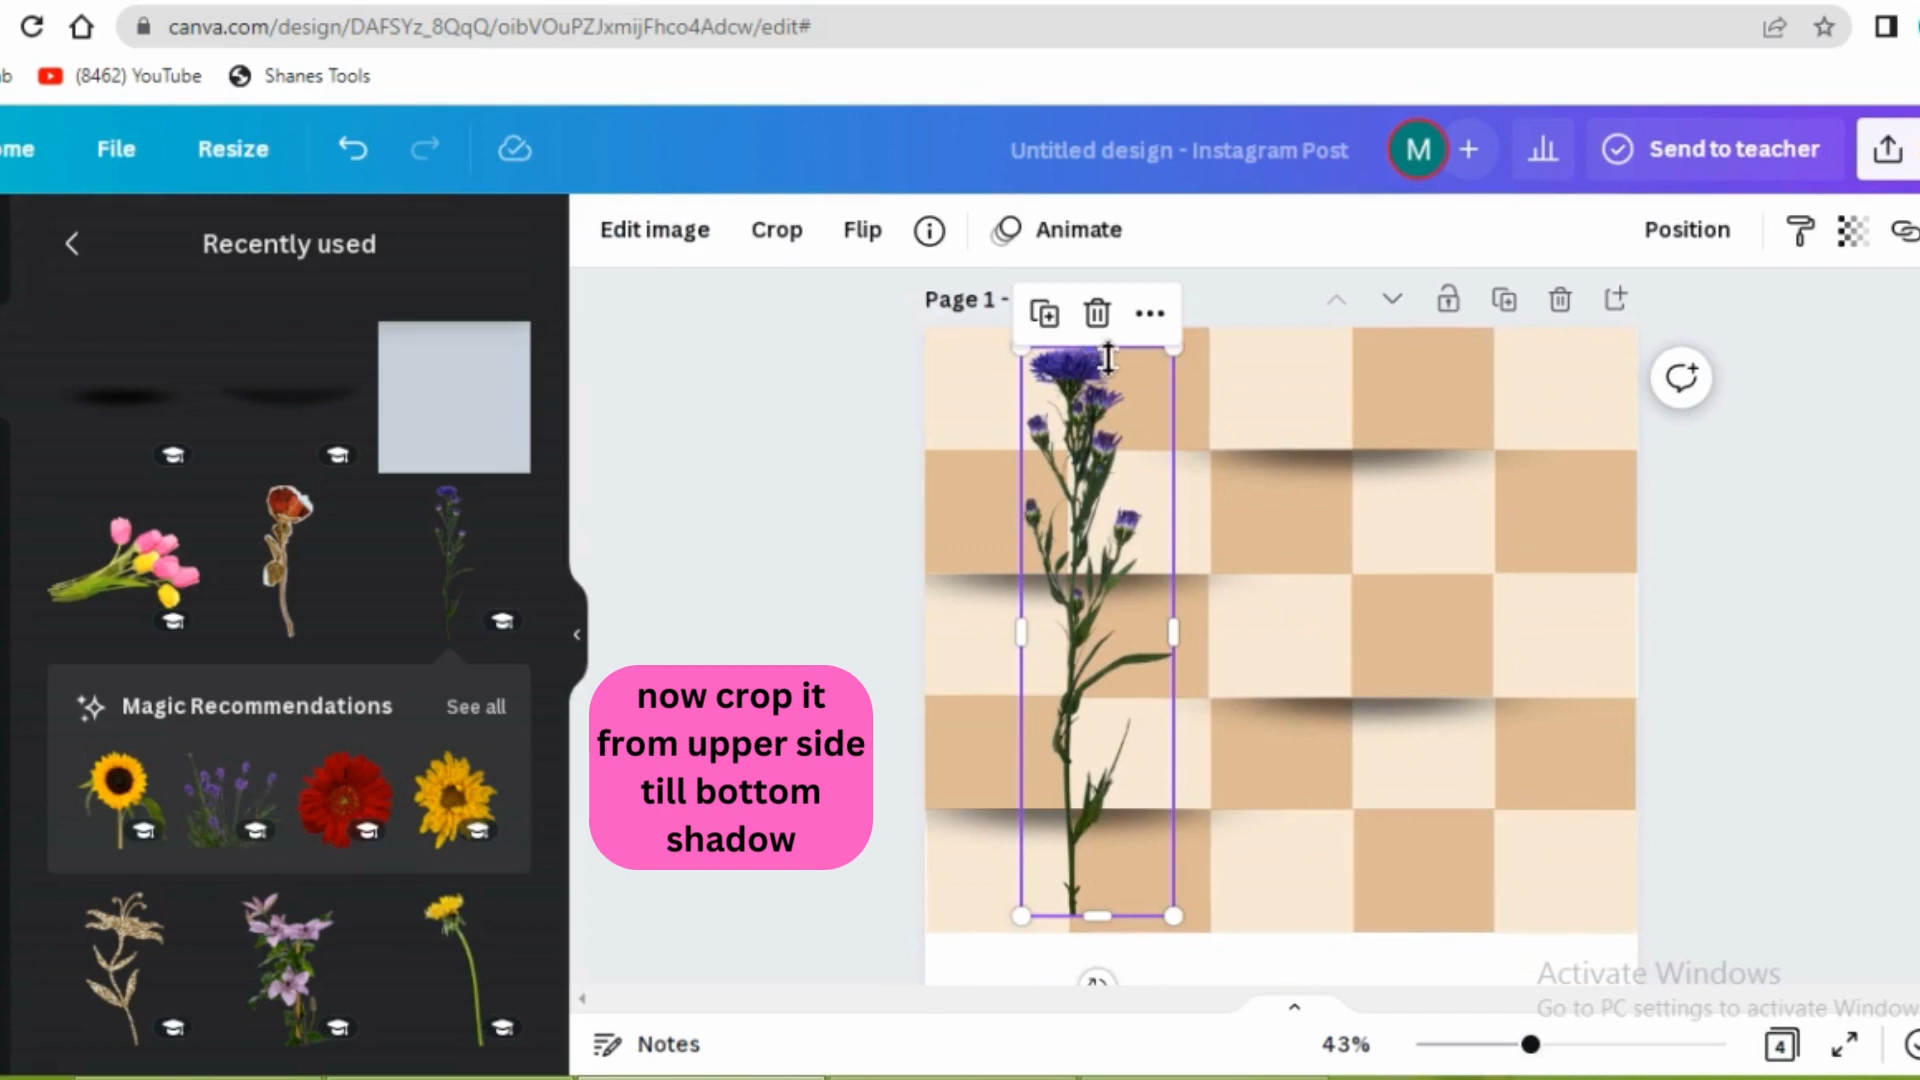 canva.com/design/DAFSYz_8QqQ/oibVOuPZJxmijFhco4Adcw/edit#
b (8462) YouTube Shanes Tools
ome File Resize Untitled design - Instagram Post M + Send to teacher
Recently used
Edit image Crop Flip Animate Position
Page 1 -
now crop it
from upper side
till bottom
shadow
Magic Recommendations See all
Activate Windows
Go to PC settings to activate Window
Notes 43% 4